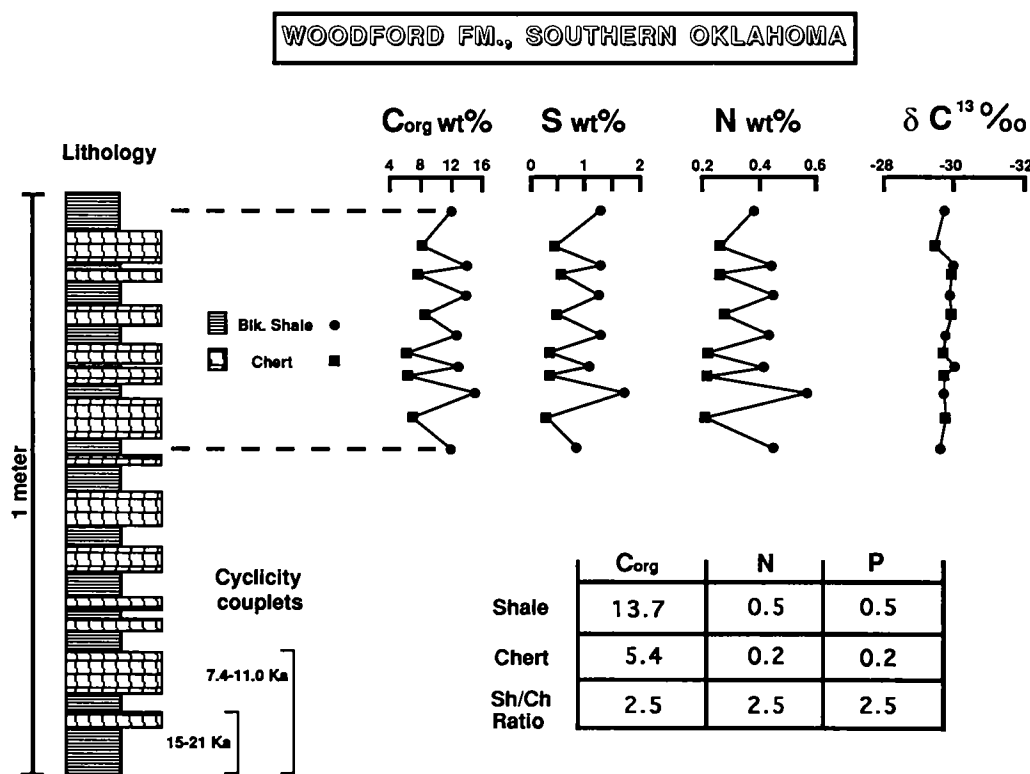 WOODFORD FM., SOUTHERN OKLAHOMA
Corg wt% S wt% N wt% δ C 13 ‰
Lithology
4 8 12 16 0 1 2 0.2 0.4 0.6 -28 -30 -32
Blk. Shale
Chert
1 meter
Cyclicity
couplets
7.4-11.0 Ka
15-21 Ka
Corg N P
Shale 13.7 0.5 0.5
Chert 5.4 0.2 0.2
Sh/Ch
Ratio 2.5 2.5 2.5